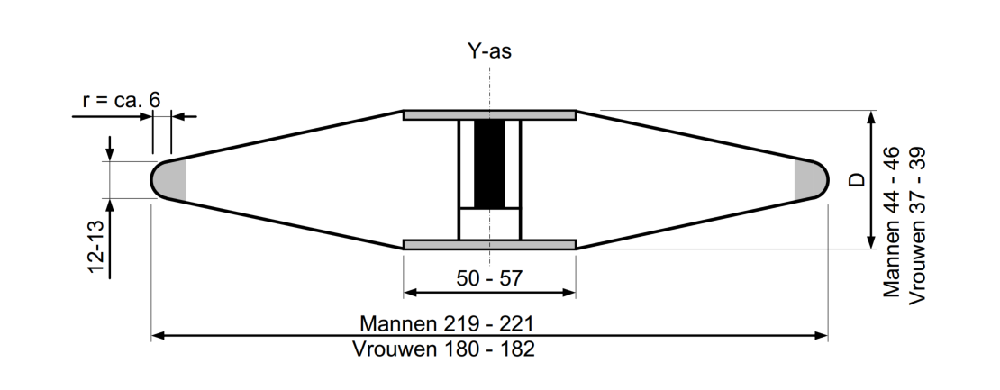 Y-as
r = ca. 6
12-13
50 - 57
D
Mannen 44 - 46
Vrouwen 37 - 39
Mannen 219 - 221
Vrouwen 180 - 182